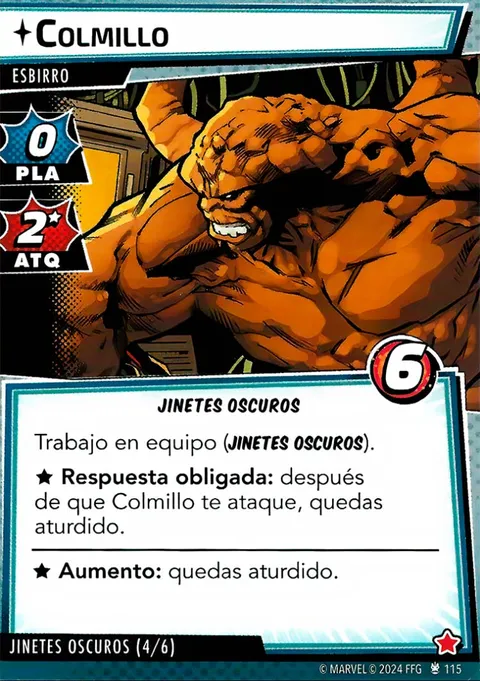 COLMILLO
ESBIRRO
0
PLA
2
ATQ
6
JINETES OSCUROS
Trabajo en equipo (JINETES OSCUROS).
★ Respuesta obligada: después
de que Colmillo te ataque, quedas
aturdido.
★ Aumento: quedas aturdido.
JINETES OSCUROS (4/6)
© MARVEL © 2024 FFG 115